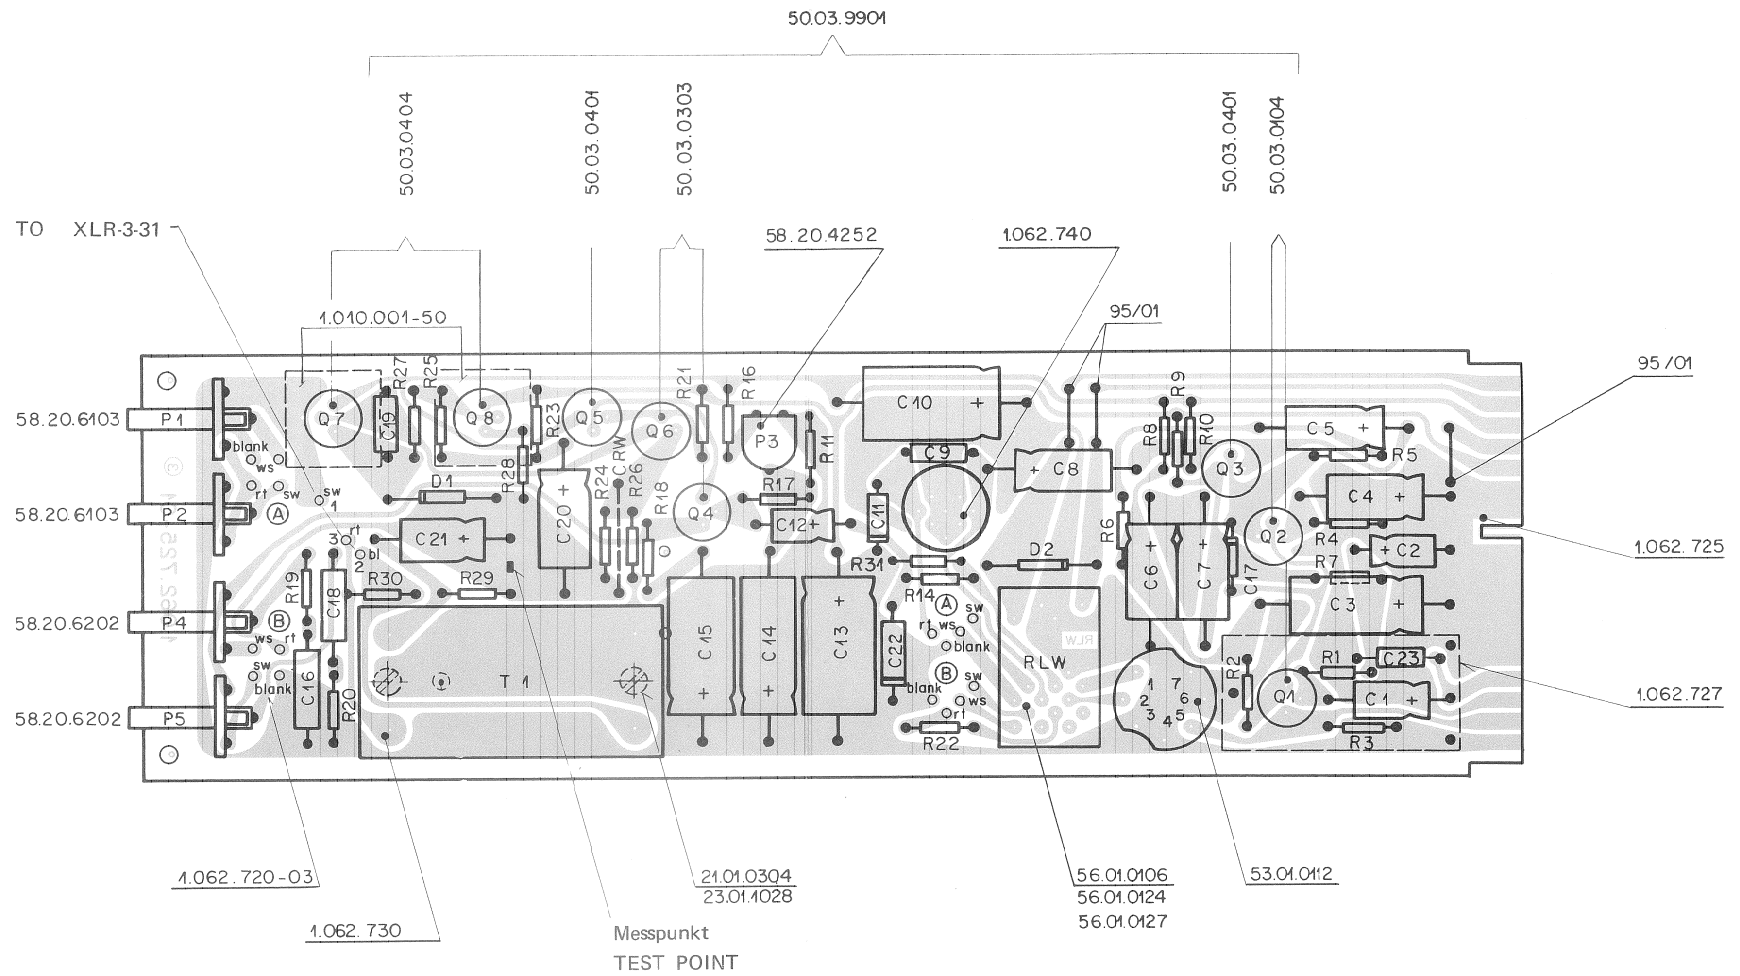 50.03.9901
50.03.0404
50.03.0401
50.03.0303
50.03.0401
50.03.0104
TO XLR-3-31
58.20.4252
1.062.740
1.010.001-50
95/01
95/01
R27
R25
R21
R16
R9
58.20.6103
P1
Q7
C19
Q8
R23
Q5
Q6
P3
R11
C10
+
R8
R10
C5
+
blank
ws
R28
R24
CRW
R26
C9
C8
+
Q3
R5
rt
sw
sw
1
D1
C20
+
R18
R17
C4
+
58.20.6103
P2
A
Q4
C12
+
C11
R6
Q2
R4
1.062.725
3
rt
bl
2
C21
+
R31
D2
C6
+
C7
+
C17
R7
C2
+
1.062.725
R19
C18
R30
R29
R14
C3
+
58.20.6202
P4
B
ws
rt
C15
+
C14
+
C13
+
C22
A
sw
rt
ws
blank
RLW
RLW
sw
blank
C16
R20
T1
B
blank
sw
ws
rt
1
7
2
6
3
4
5
R2
Q1
R1
C23
C1
+
R3
1.062.727
58.20.6202
P5
R22
1.062.720-03
21.01.0304
23.01.1028
56.01.0106
56.01.0124
56.01.0127
53.01.0112
1.062.730
Messpunkt
TEST POINT